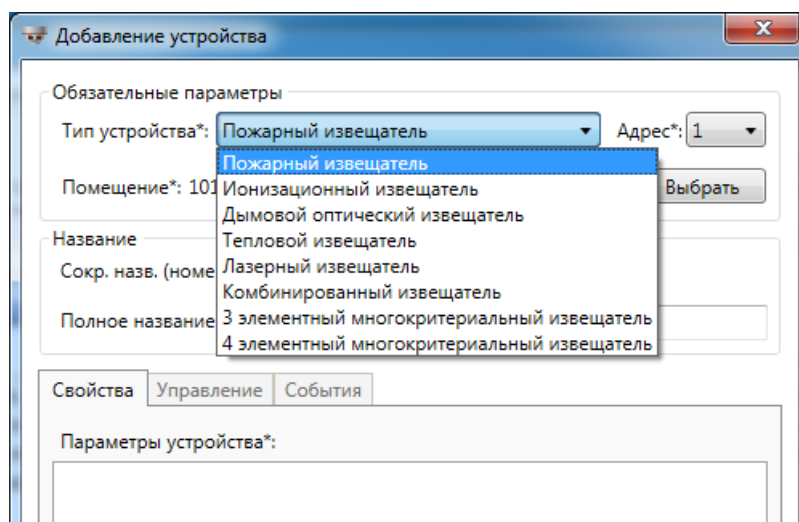 Добавление устройства
Обязательные параметры
Тип устройства*: Пожарный извещатель Адрес*: 1
Пожарный извещатель
Помещение*: 101 Выбрать
Ионизационный извещатель
Дымовой оптический извещатель
Название
Тепловой извещатель
Сокр. назв. (номе
Лазерный извещатель
Комбинированный извещатель
Полное название
3 элементный многокритериальный извещатель
4 элементный многокритериальный извещатель
Свойства Управление События
Параметры устройства*: